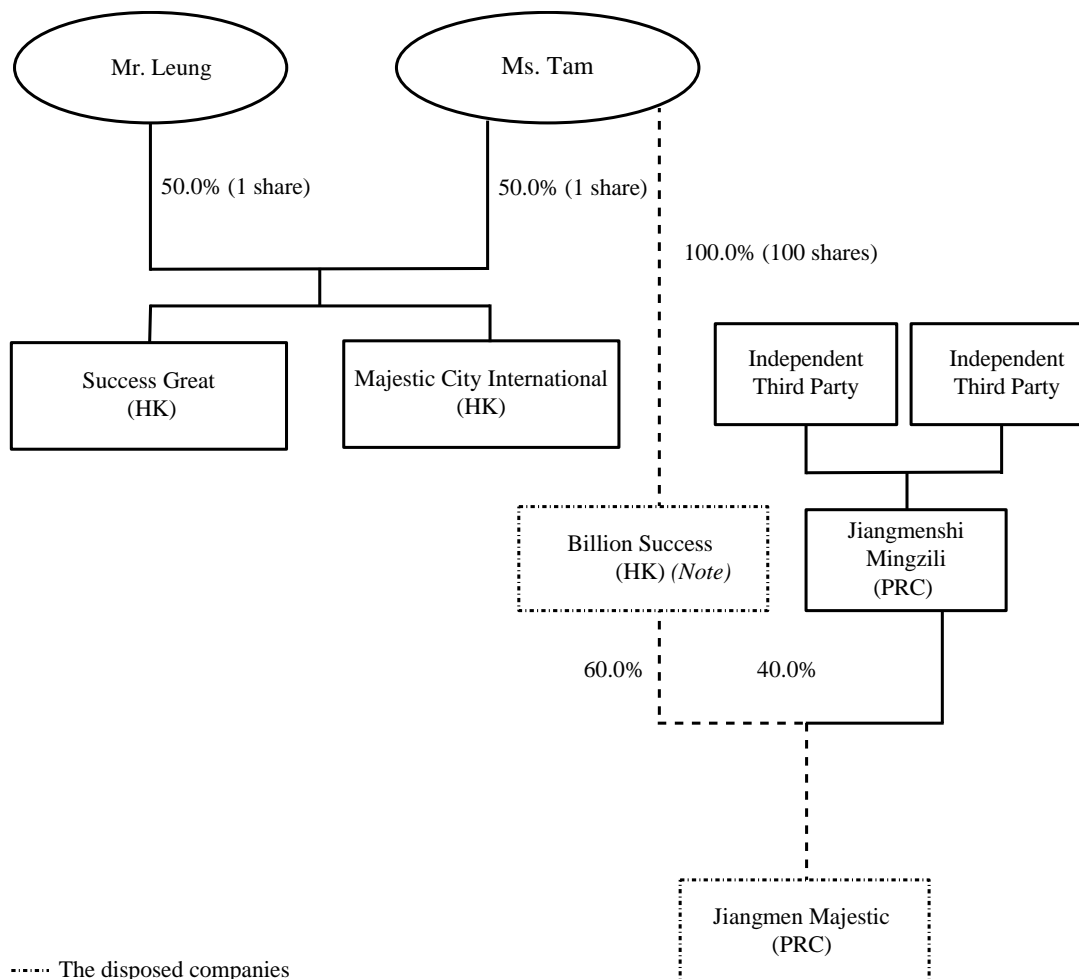 Mr. Leung
Ms. Tam
50.0% (1 share)
50.0% (1 share)
100.0% (100 shares)
Success Great
(HK)
Majestic City International
(HK)
Independent
Third Party
Independent
Third Party
Billion Success
(HK) (Note)
Jiangmenshi
Mingzili
(PRC)
60.0%
40.0%
Jiangmen Majestic
(PRC)
The disposed companies